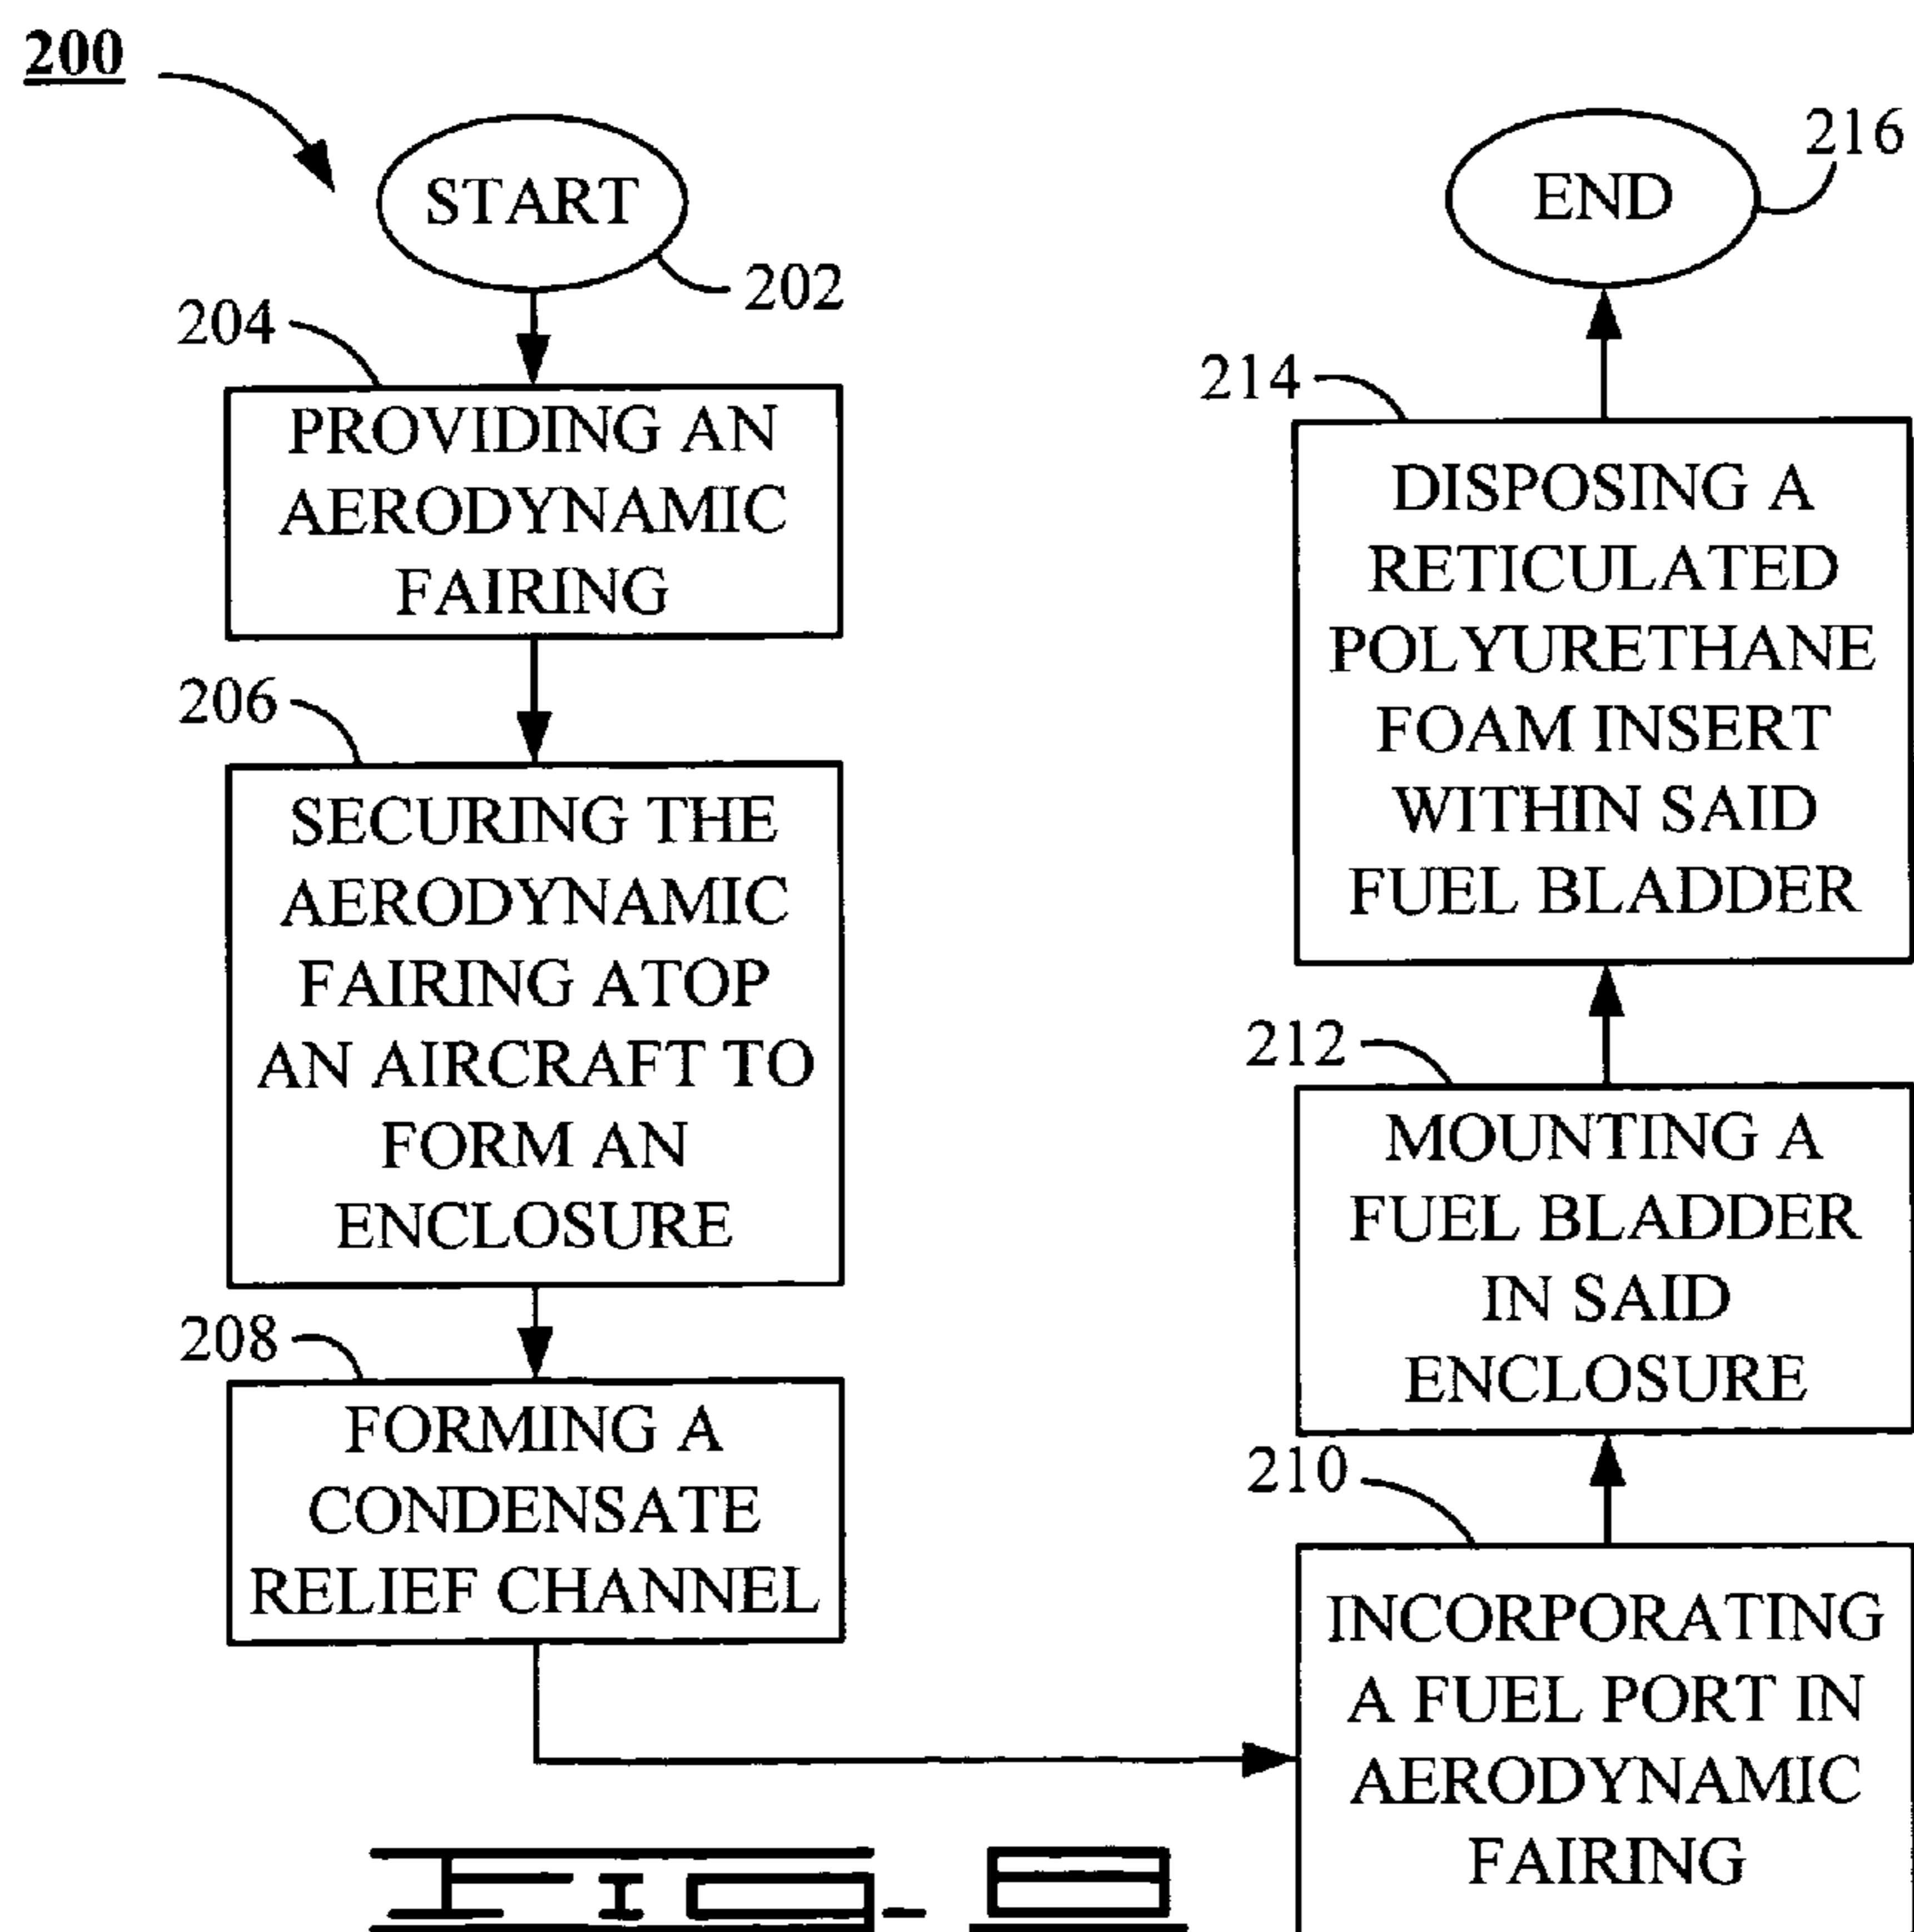 200
START
202
204
PROVIDING AN
AERODYNAMIC
FAIRING
206
SECURING THE
AERODYNAMIC
FAIRING ATOP
AN AIRCRAFT TO
FORM AN
ENCLOSURE
208
FORMING A
CONDENSATE
RELIEF CHANNEL
210
INCORPORATING
A FUEL PORT IN
AERODYNAMIC
FAIRING
212
MOUNTING A
FUEL BLADDER
IN SAID
ENCLOSURE
214
DISPOSING A
RETICULATED
POLYURETHANE
FOAM INSERT
WITHIN SAID
FUEL BLADDER
END
216